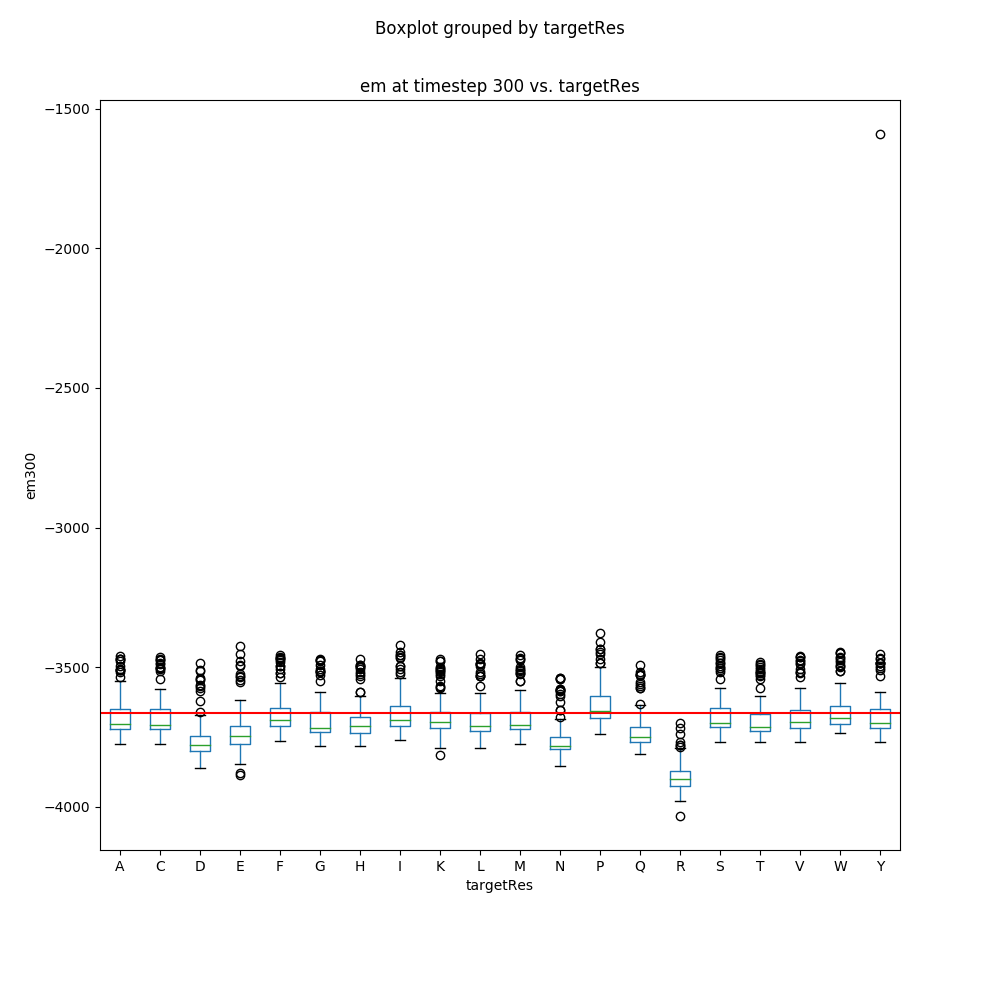 Boxplot grouped by targetRes
em at timestep 300 vs. targetRes
−1500
−2000
−2500
−3000
−3500
−4000
em300
A C D E F G H I K L M N P Q R S T V W Y
targetRes